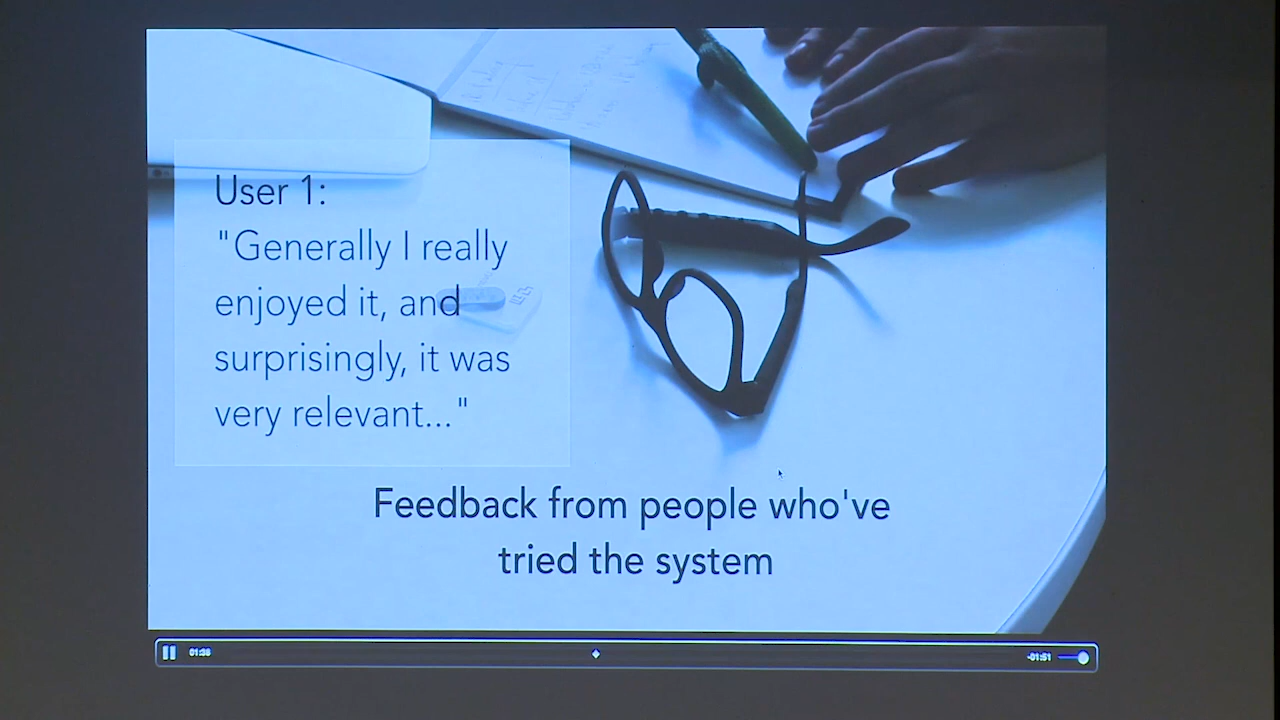 User 1:
"Generally I really
enjoyed it, and
surprisingly, it was
very relevant..."
Feedback from people who've
tried the system
01:36
-01:51